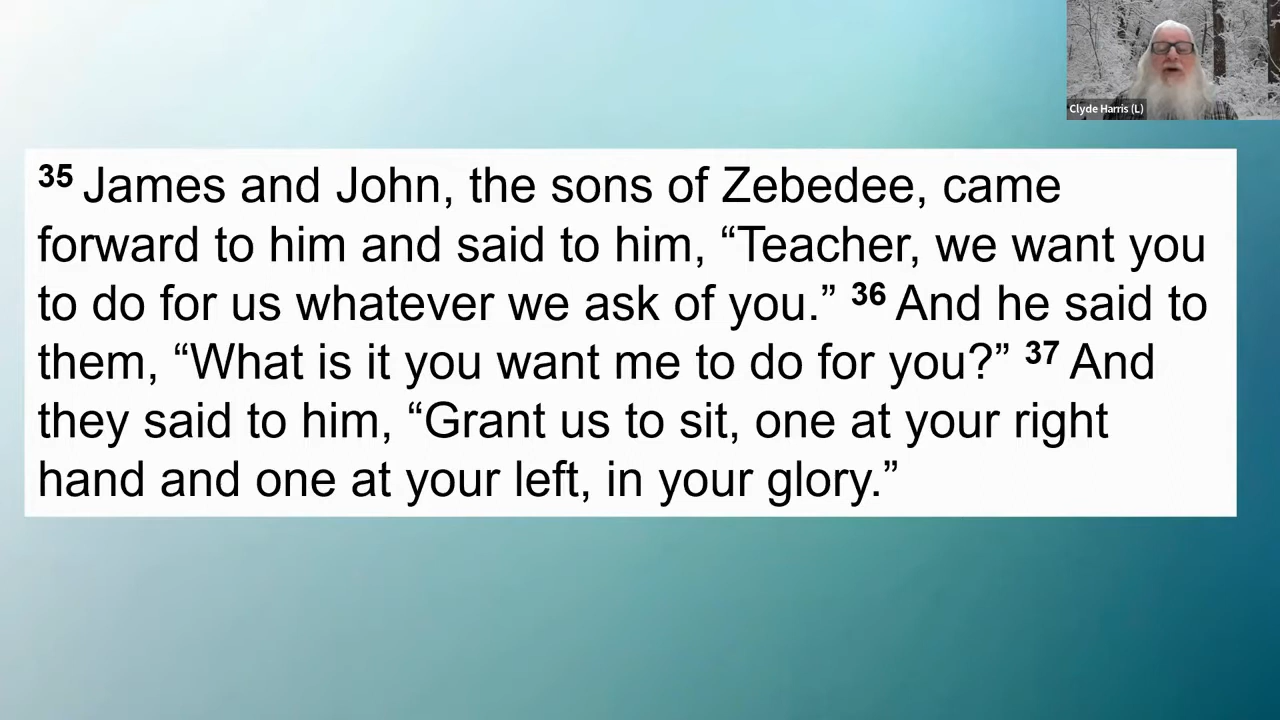 Clyde Harris (L)
35 James and John, the sons of Zebedee, came
forward to him and said to him, “Teacher, we want you
to do for us whatever we ask of you.” 36 And he said to
them, “What is it you want me to do for you?” 37 And
they said to him, “Grant us to sit, one at your right
hand and one at your left, in your glory.”